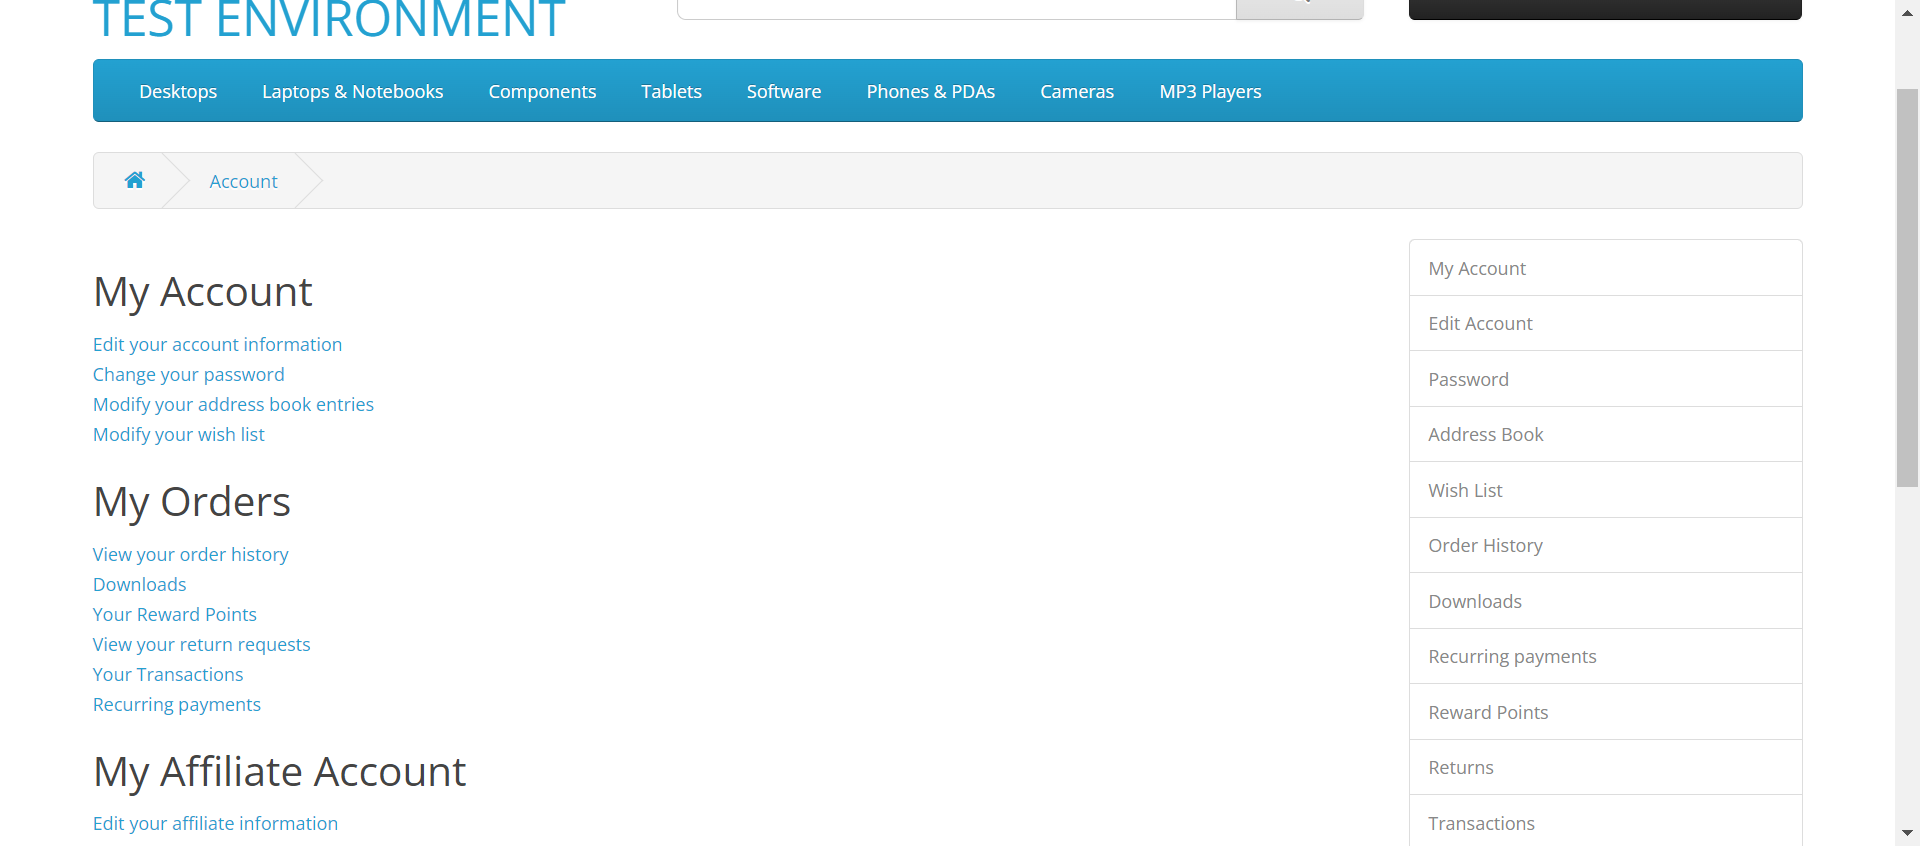 TEST ENVIRONMENT
Desktops Laptops & Notebooks Components Tablets Software Phones & PDAs Cameras MP3 Players
Account
My Account
Edit your account information
Change your password
Modify your address book entries
Modify your wish list
My Orders
View your order history
Downloads
Your Reward Points
View your return requests
Your Transactions
Recurring payments
My Affiliate Account
Edit your affiliate information
My Account
Edit Account
Password
Address Book
Wish List
Order History
Downloads
Recurring payments
Reward Points
Returns
Transactions